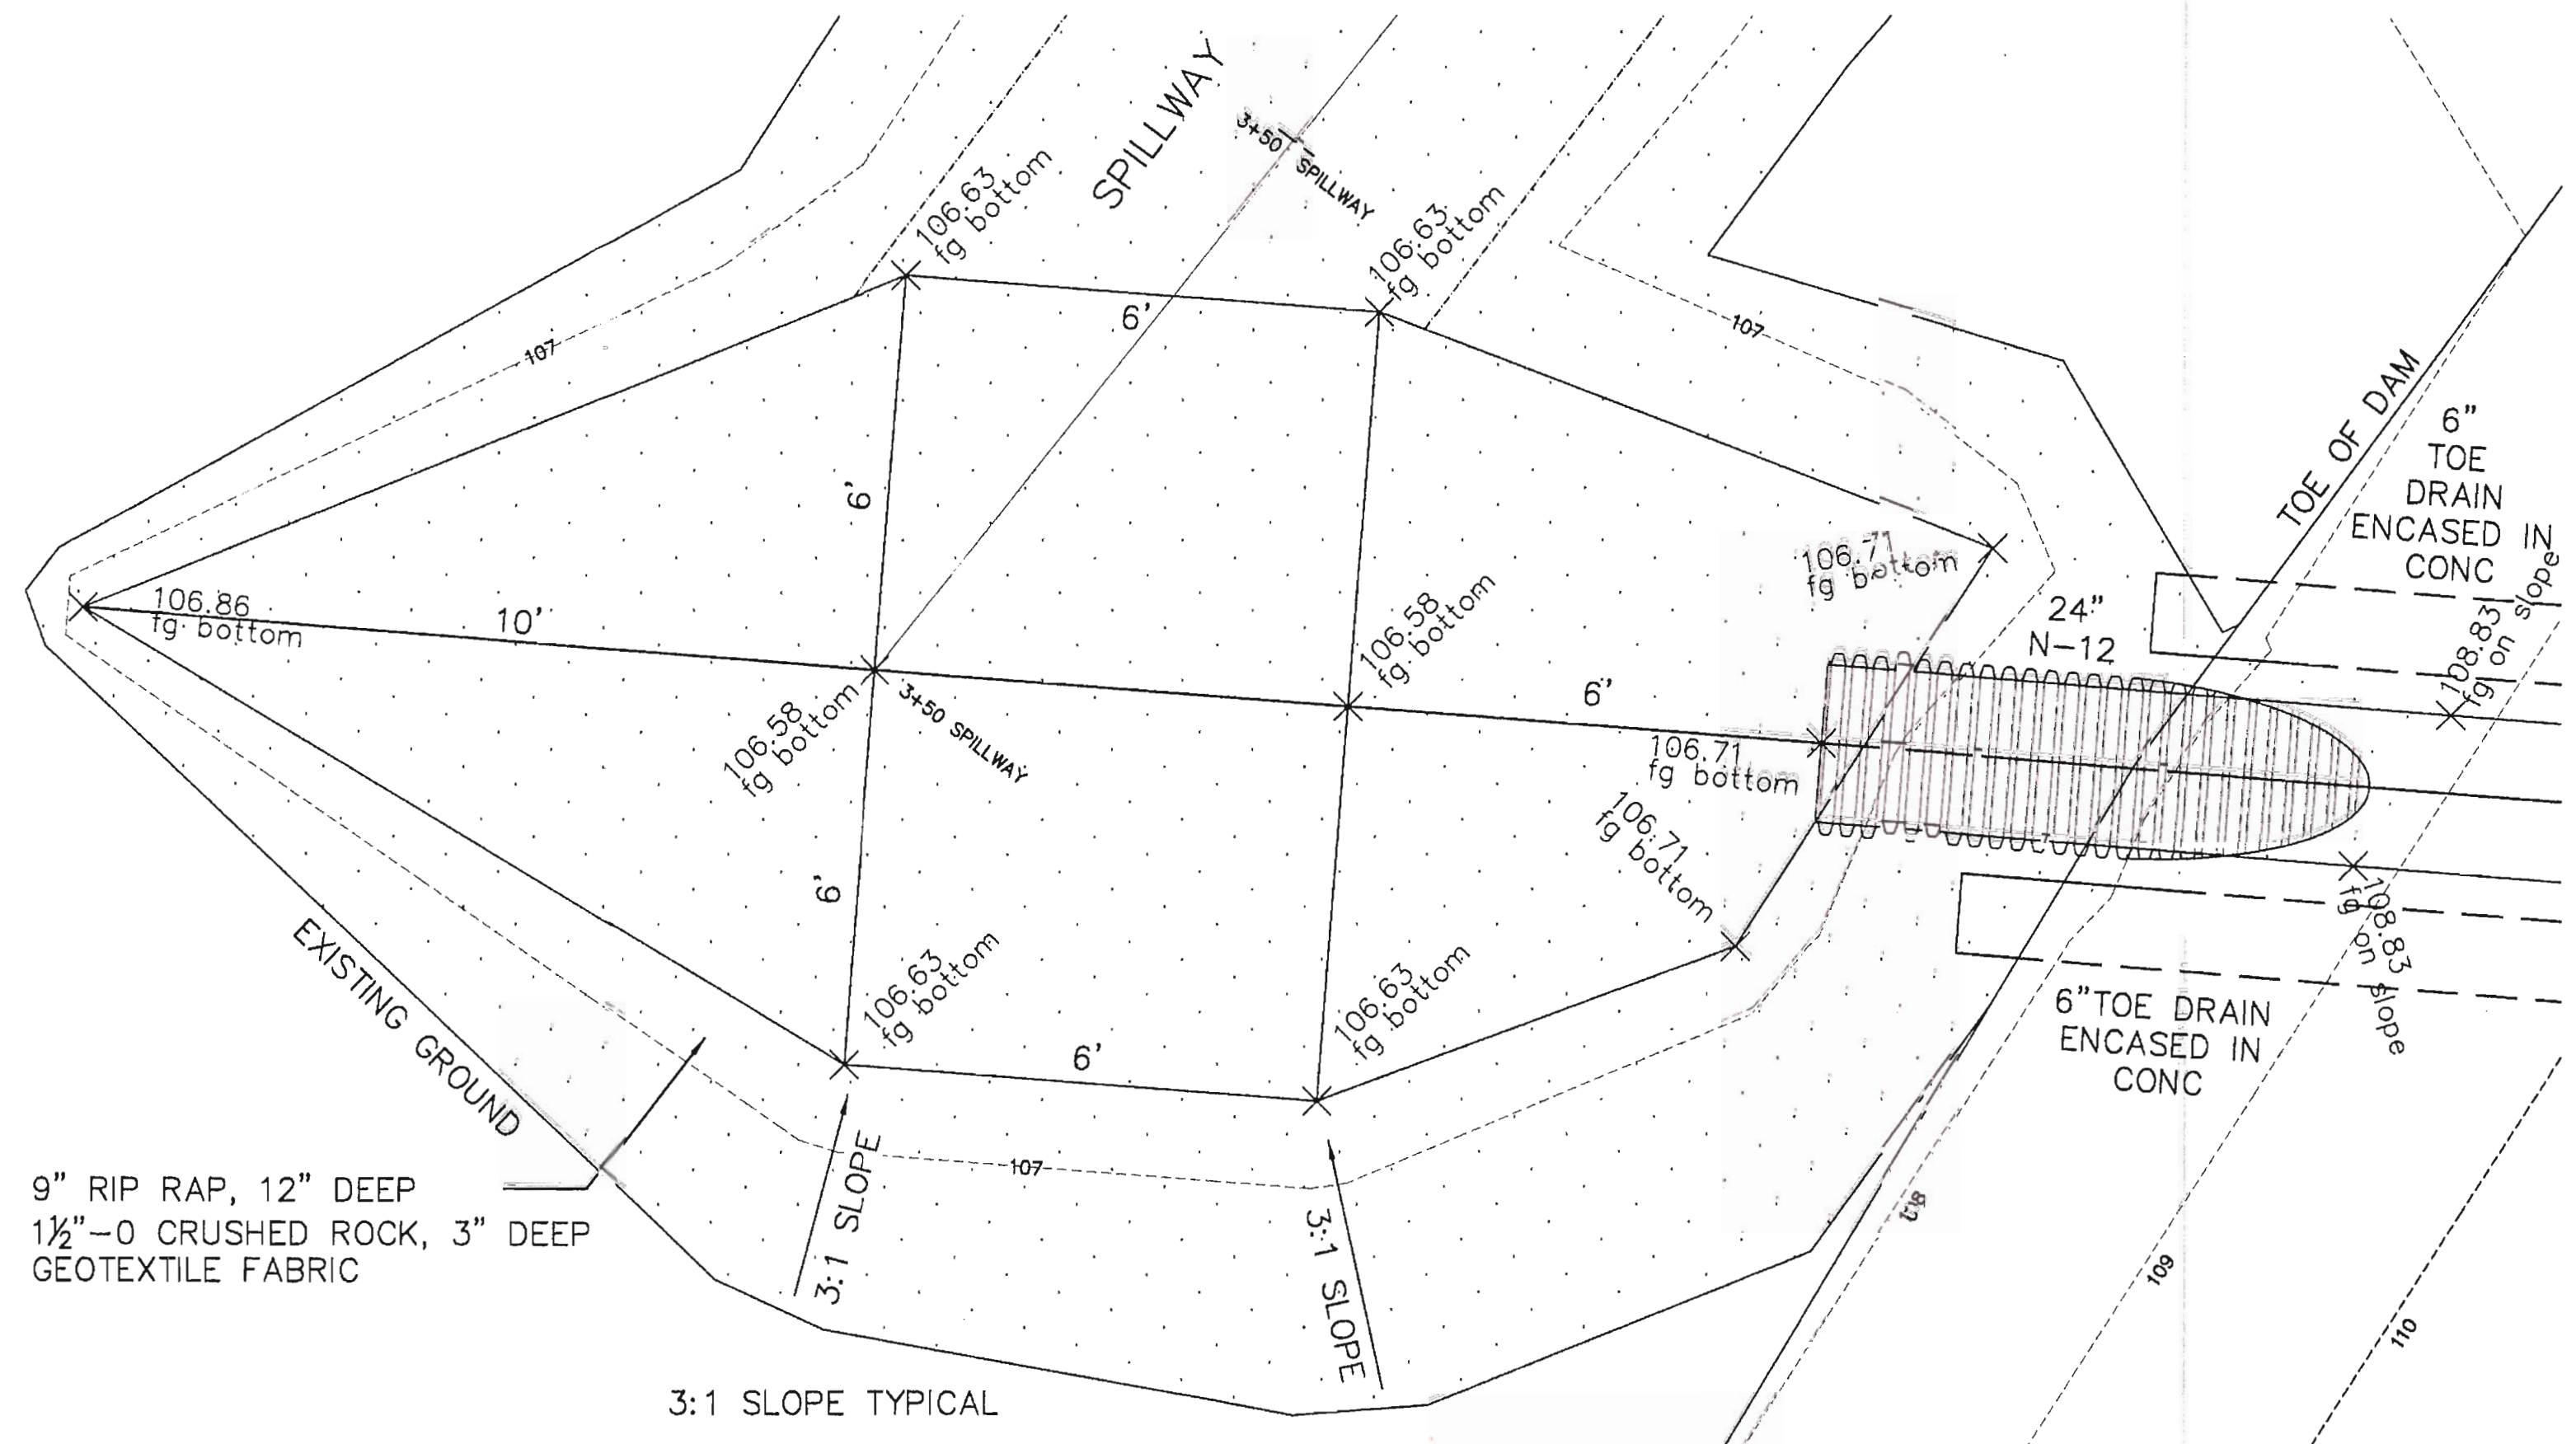 SPILLWAY
3+50
SPILLWAY
106.63
fg bottom
106.63
fg bottom
6'
107
107
TOE OF DAM
6"
TOE
DRAIN
ENCASED IN
CONC
6'
106.71
fg bottom
24"
N-12
108.83
fg on slope
106.86
fg bottom
10'
106.58
fg bottom
106.58
fg bottom
3+50 SPILLWAY
6'
106.71
fg bottom
106.71
fg bottom
6'
108.83
fg on slope
106.63
fg bottom
106.63
fg bottom
6'
6" TOE DRAIN
ENCASED IN
CONC
EXISTING GROUND
107
3:1 SLOPE
3:1 SLOPE
9" RIP RAP, 12" DEEP
1½"-0 CRUSHED ROCK, 3" DEEP
GEOTEXTILE FABRIC
109
110
3:1 SLOPE TYPICAL